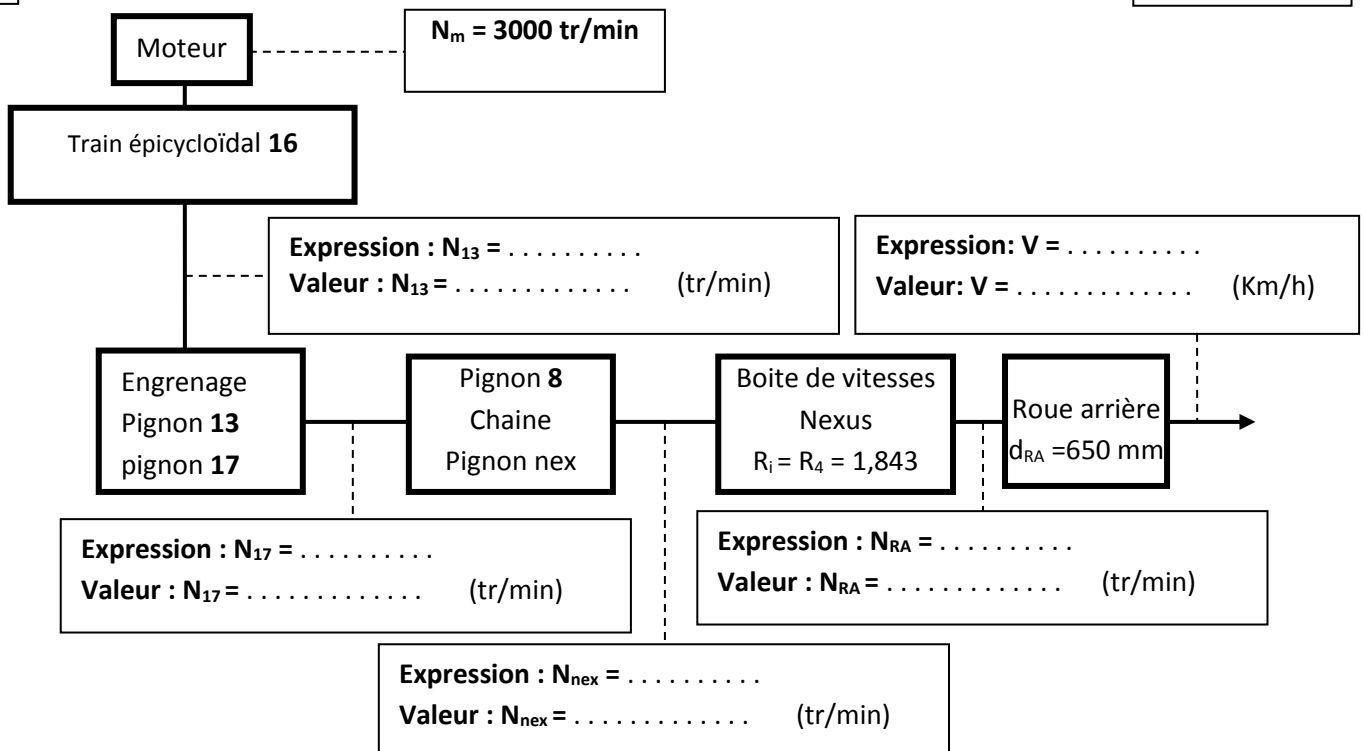 Moteur
Nm = 3000 tr/min
Train épicycloïdal 16
Expression : N13 = . . . . . . . . . .
Valeur : N13 = . . . . . . . . . . . . . (tr/min)
Expression: V = . . . . . . . . . .
Valeur: V = . . . . . . . . . . . . . (Km/h)
Engrenage
Pignon 13
pignon 17
Pignon 8
Chaine
Pignon nex
Boite de vitesses
Nexus
Ri = R4 = 1,843
Roue arrière
dRA =650 mm
Expression : N17 = . . . . . . . . . .
Valeur : N17 = . . . . . . . . . . . . . (tr/min)
Expression : NRA = . . . . . . . . . .
Valeur : NRA = . . . . . . . . . . . . . (tr/min)
Expression : Nnex = . . . . . . . . . .
Valeur : Nnex = . . . . . . . . . . . . . (tr/min)